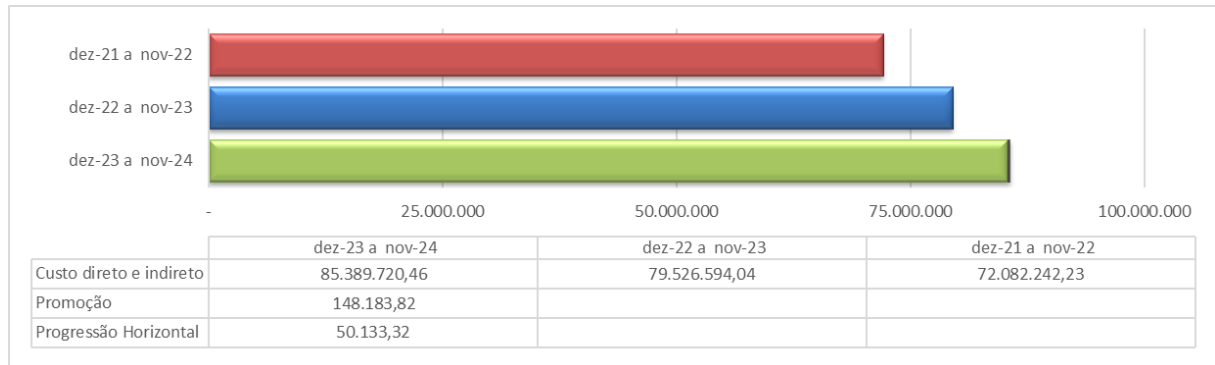 dez-21 a nov-22
dez-22 a nov-23
dez-23 a nov-24
- 25.000.000 50.000.000 75.000.000 100.000.000
dez-23 a nov-24 dez-22 a nov-23 dez-21 a nov-22
Custo direto e indireto 85.389.720,46 79.526.594,04 72.082.242,23
Promoção 148.183,82
Progressão Horizontal 50.133,32